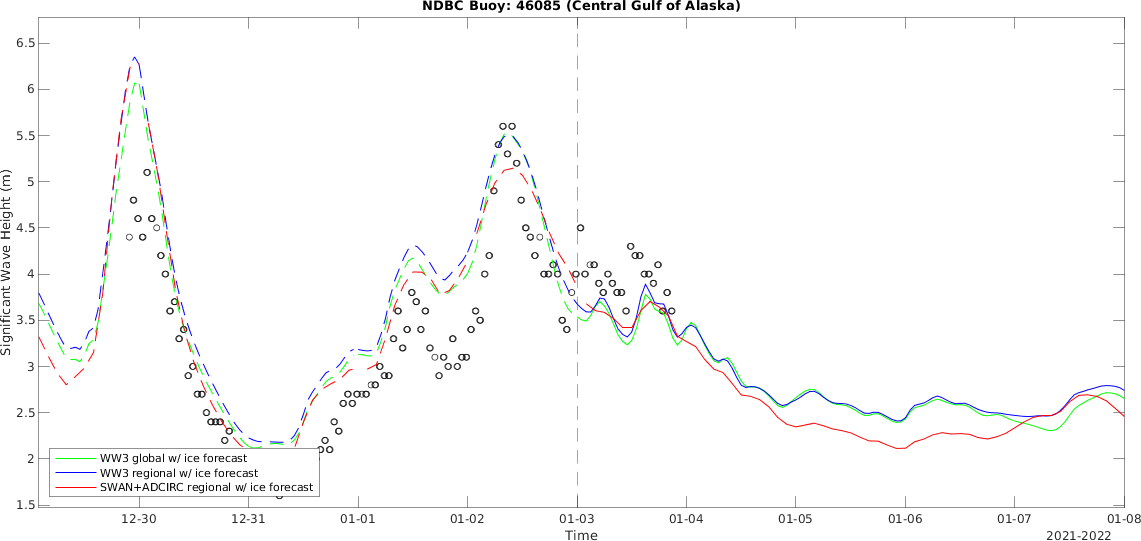 NDBC Buoy: 46085 (Central Gulf of Alaska)
Significant Wave Height (m)
6.5
6
5.5
5
4.5
4
3.5
3
2.5
2
1.5
WW3 global w/ ice forecast
WW3 regional w/ ice forecast
SWAN+ADCIRC regional w/ ice forecast
12-30 12-31 01-01 01-02 01-03 01-04 01-05 01-06 01-07 01-08
Time
2021-2022